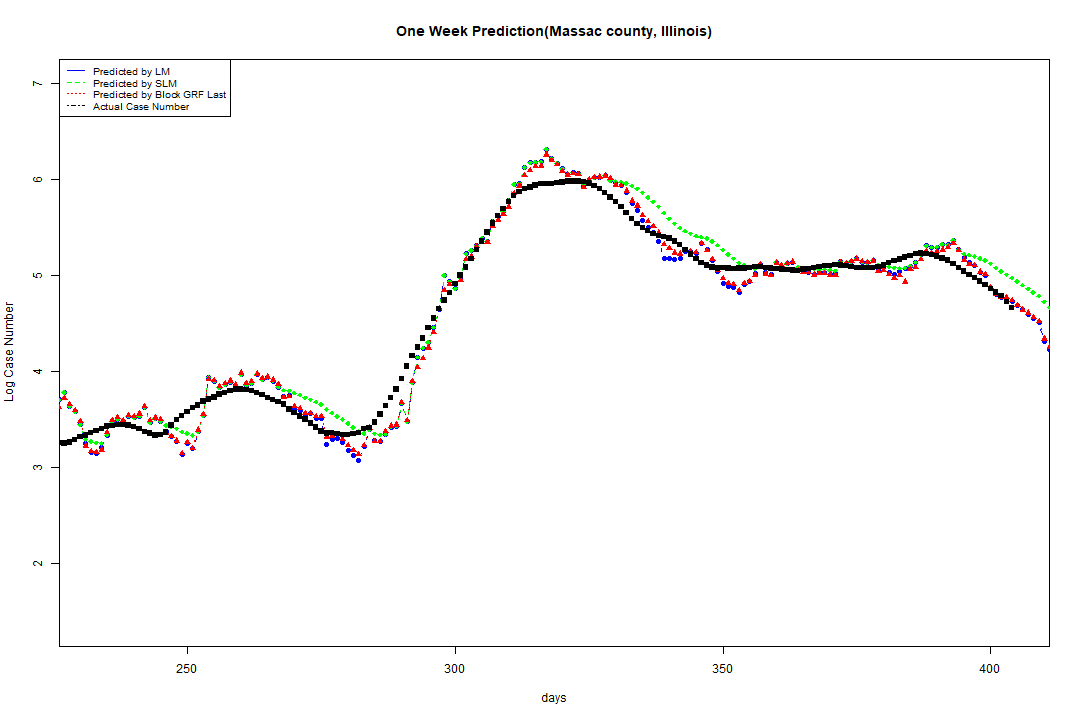 One Week Prediction(Massac county, Illinois)
Predicted by LM
Predicted by SLM
Predicted by Block GRF Last
Actual Case Number
7
6
5
4
3
2
Log Case Number
250 300 350 400
days